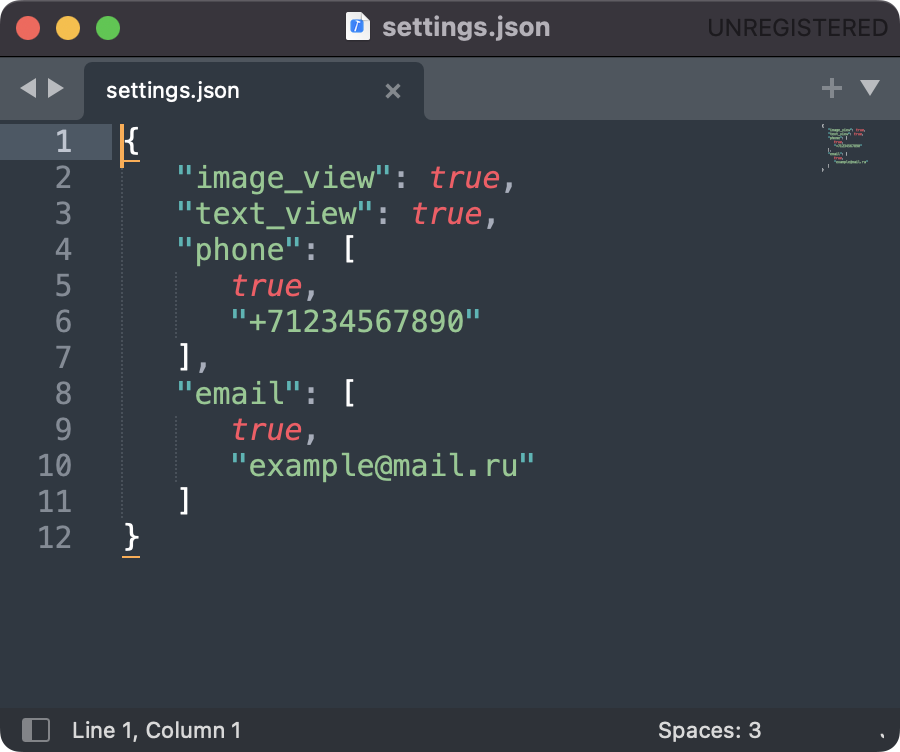 settings.json
UNREGISTERED
settings.json
1 {
2    "image_view": true,
3    "text_view": true,
4    "phone": [
5       true,
6       "+71234567890"
7    ],
8    "email": [
9       true,
10       "example@mail.ru"
11    ]
12 }
Line 1, Column 1
Spaces: 3